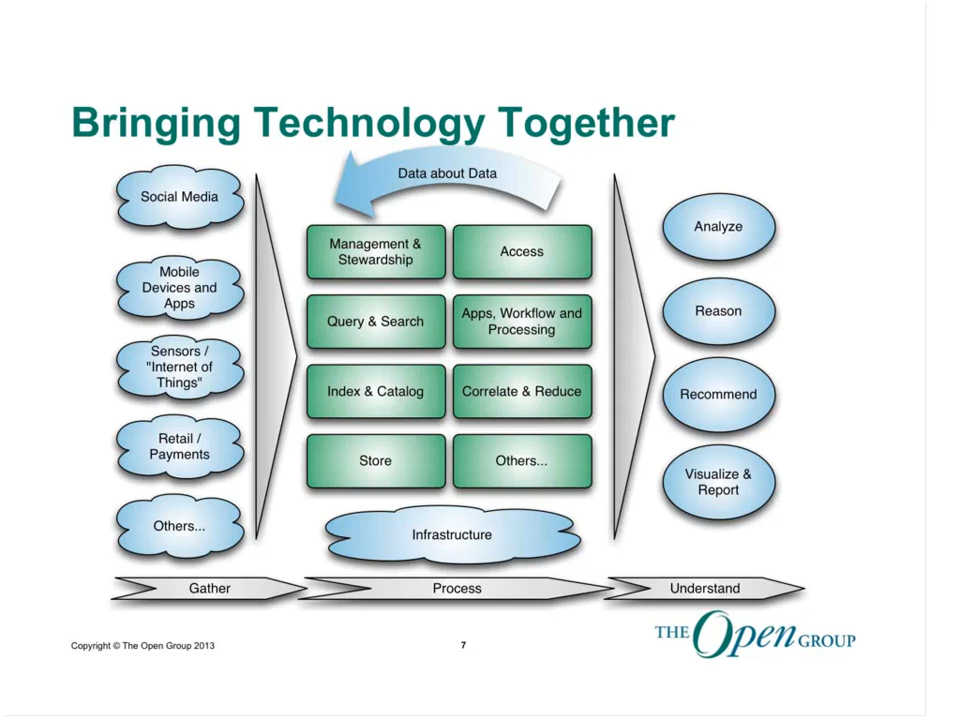 Bringing Technology Together
Data about Data
Social Media
Mobile
Devices and
Apps
Sensors /
"Internet of
Things"
Retail /
Payments
Others...
Management &
Stewardship
Access
Query & Search
Apps, Workflow and
Processing
Index & Catalog
Correlate & Reduce
Store
Others...
Infrastructure
Analyze
Reason
Recommend
Visualize &
Report
Gather
Process
Understand
Copyright © The Open Group 2013
7
THE Open GROUP